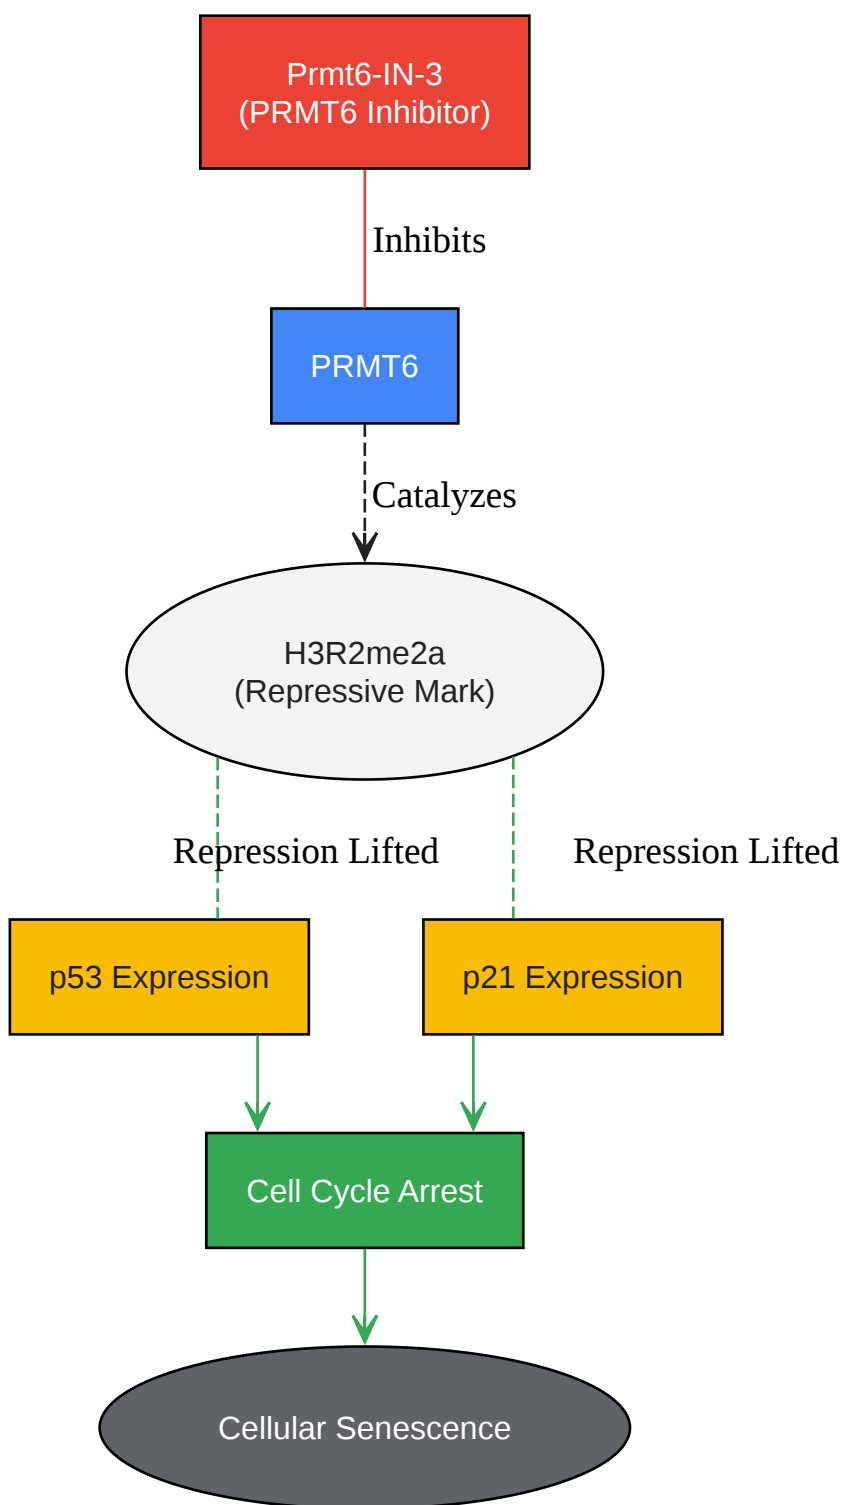 Prmt6-IN-3
(PRMT6 Inhibitor)
Inhibits
PRMT6
Catalyzes
H3R2me2a
(Repressive Mark)
Repression Lifted
Repression Lifted
p53 Expression
p21 Expression
Cell Cycle Arrest
Cellular Senescence